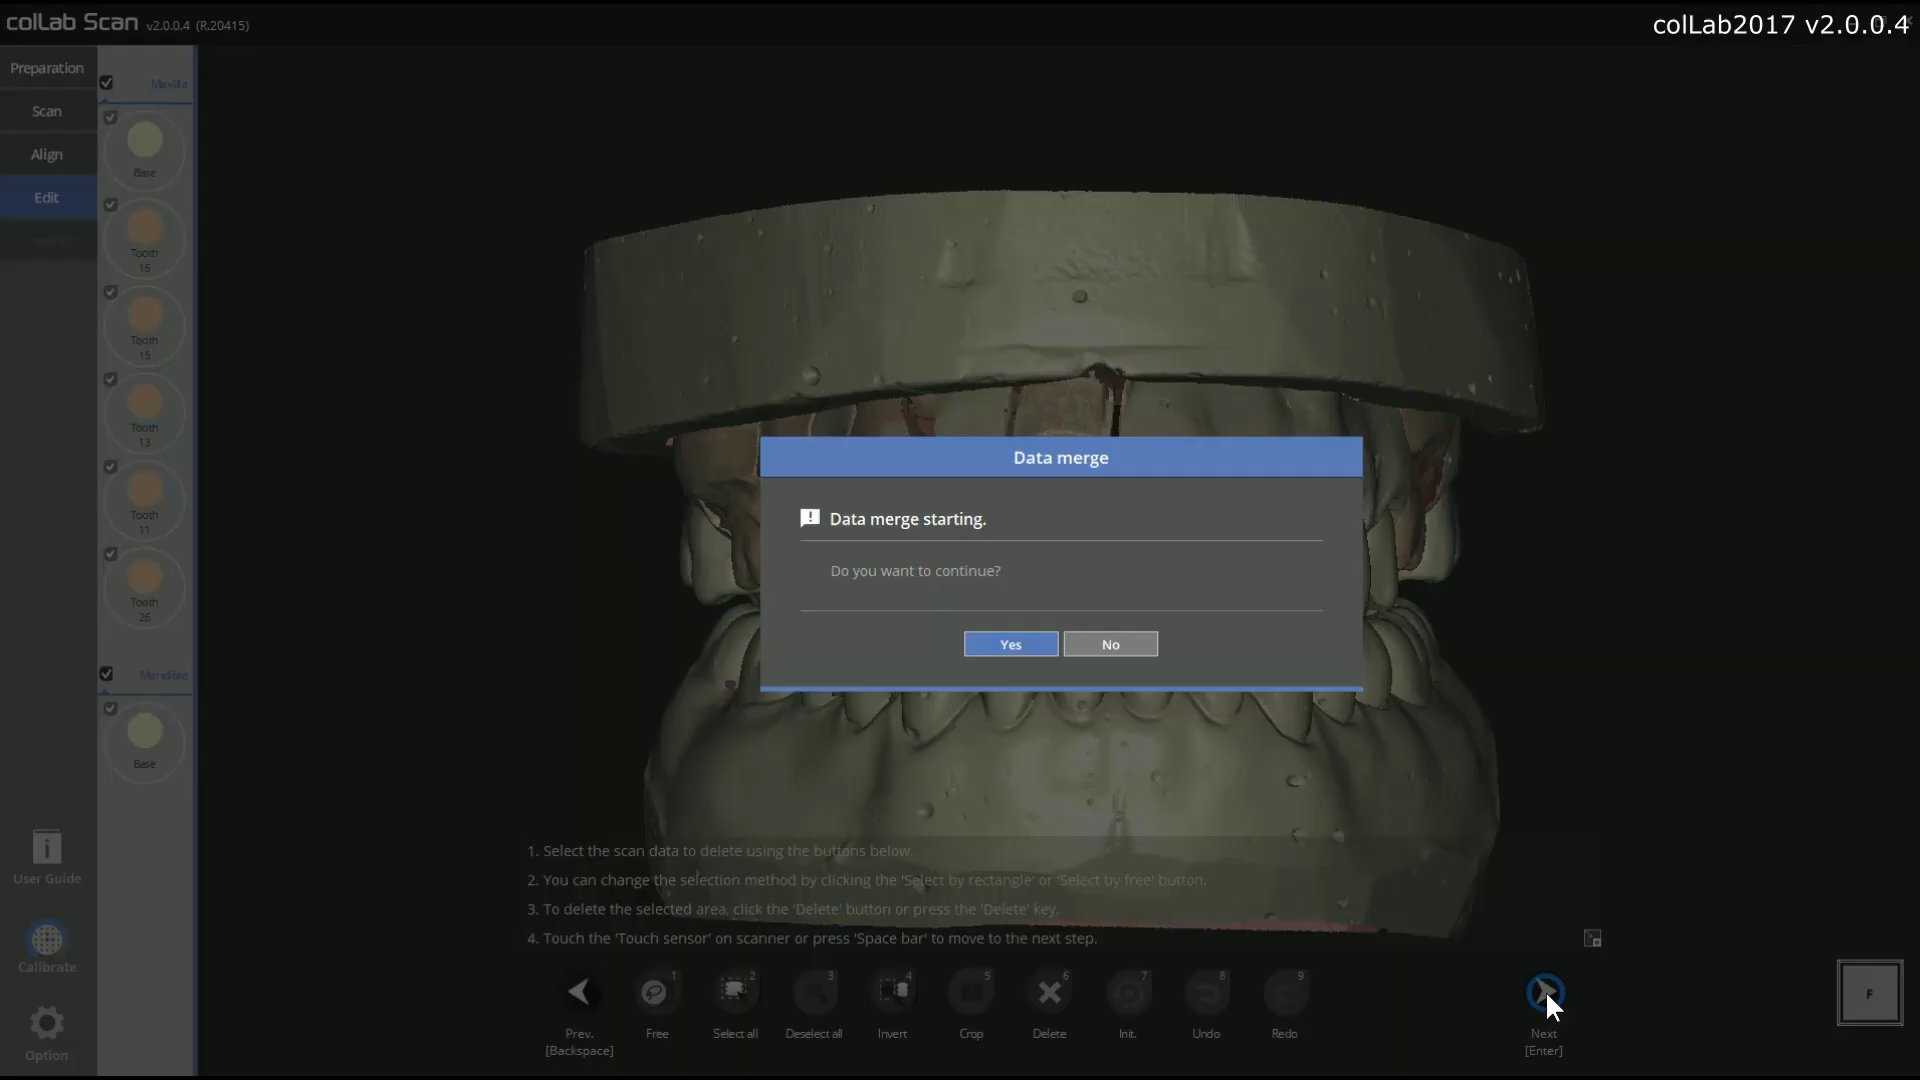 colLab Scan v2.0.0.4 (R.20415)
colLab2017 v2.0.0.4
Preparation
Scan
Align
Edit
Maxilla
Base
Tooth
16
Tooth
15
Tooth
13
Tooth
11
Tooth
26
Mandible
Base
User Guide
Calibrate
Option
Data merge
Data merge starting.
Do you want to continue?
Yes No
1. Select the scan data to delete using the buttons below.
2. You can change the selection method by clicking the 'Select by rectangle' or 'Select by free' button.
3. To delete the selected area, click the 'Delete' button or press the 'Delete' key.
4. Touch the 'Touch sensor' on scanner or press 'Space bar' to move to the next step.
1 2 3 4 5 6 7 8 9
Prev. Free Select all Deselect all Invert Crop Delete Init. Undo Redo Next
[Backspace] [Enter]
F